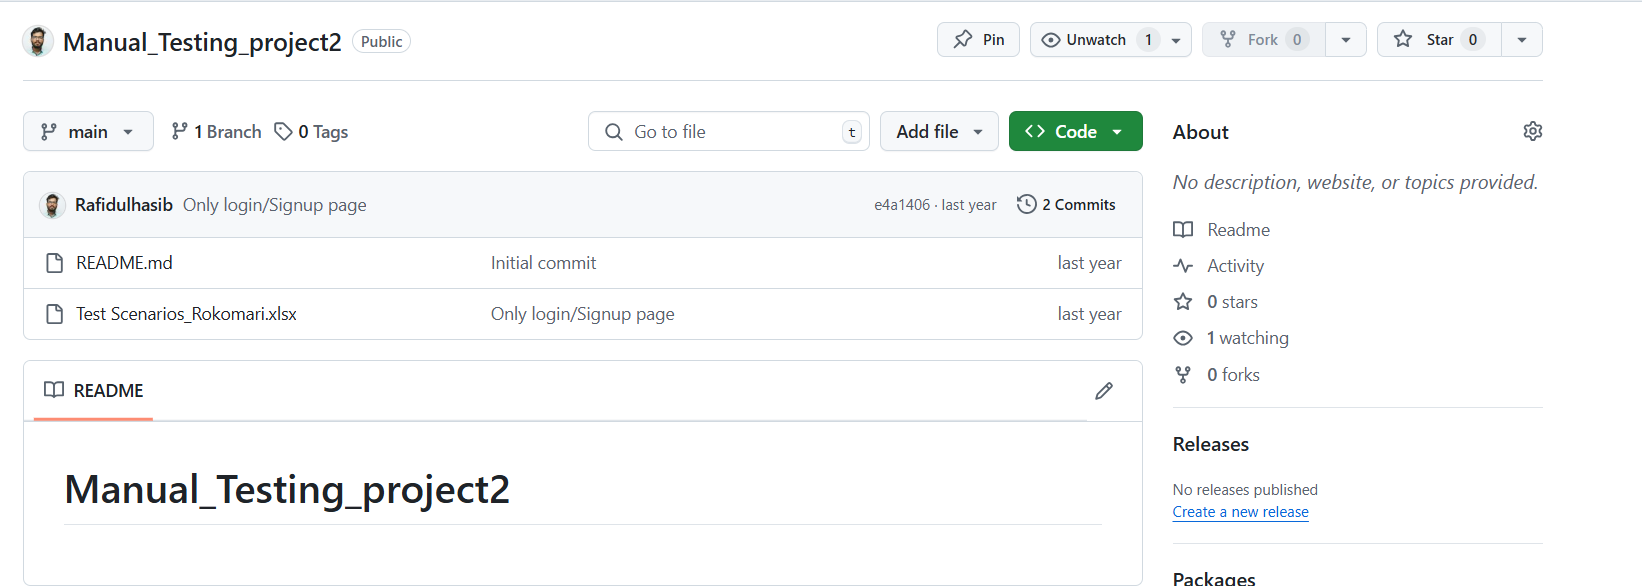 Manual_Testing_project2 Public Pin Unwatch 1 Fork 0 Star 0
main 1 Branch 0 Tags Go to file t Add file Code
Rafidulhasib Only login/Signup page e4a1406 · last year 2 Commits
README.md Initial commit last year
Test Scenarios_Rokomari.xlsx Only login/Signup page last year
README
Manual_Testing_project2
About
No description, website, or topics provided.
Readme
Activity
0 stars
1 watching
0 forks
Releases
No releases published
Create a new release
Packages